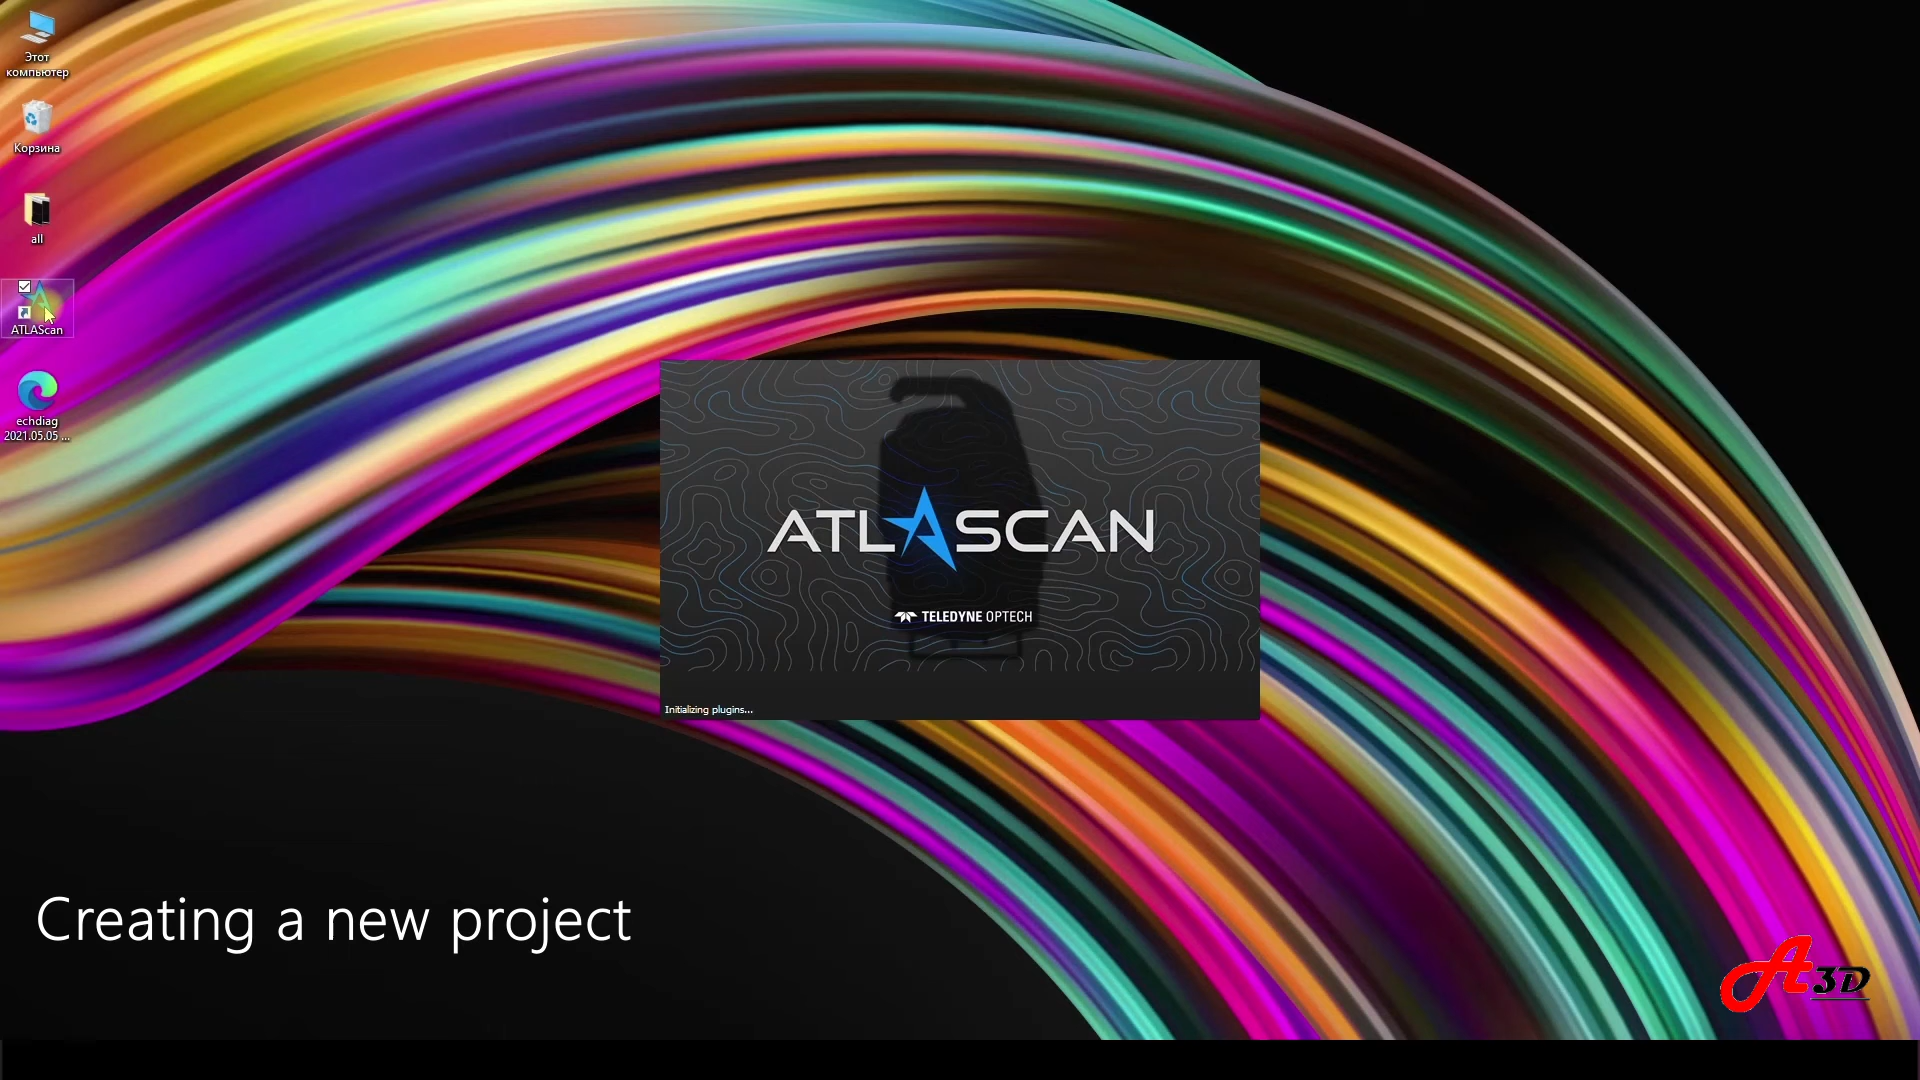 Этот
компьютер
Корзина
all
ATLAScan
echdiag
2021.05.05 ...
ATLASCAN
TELEDYNE OPTECH
Initializing plugins...
Creating a new project
A3D